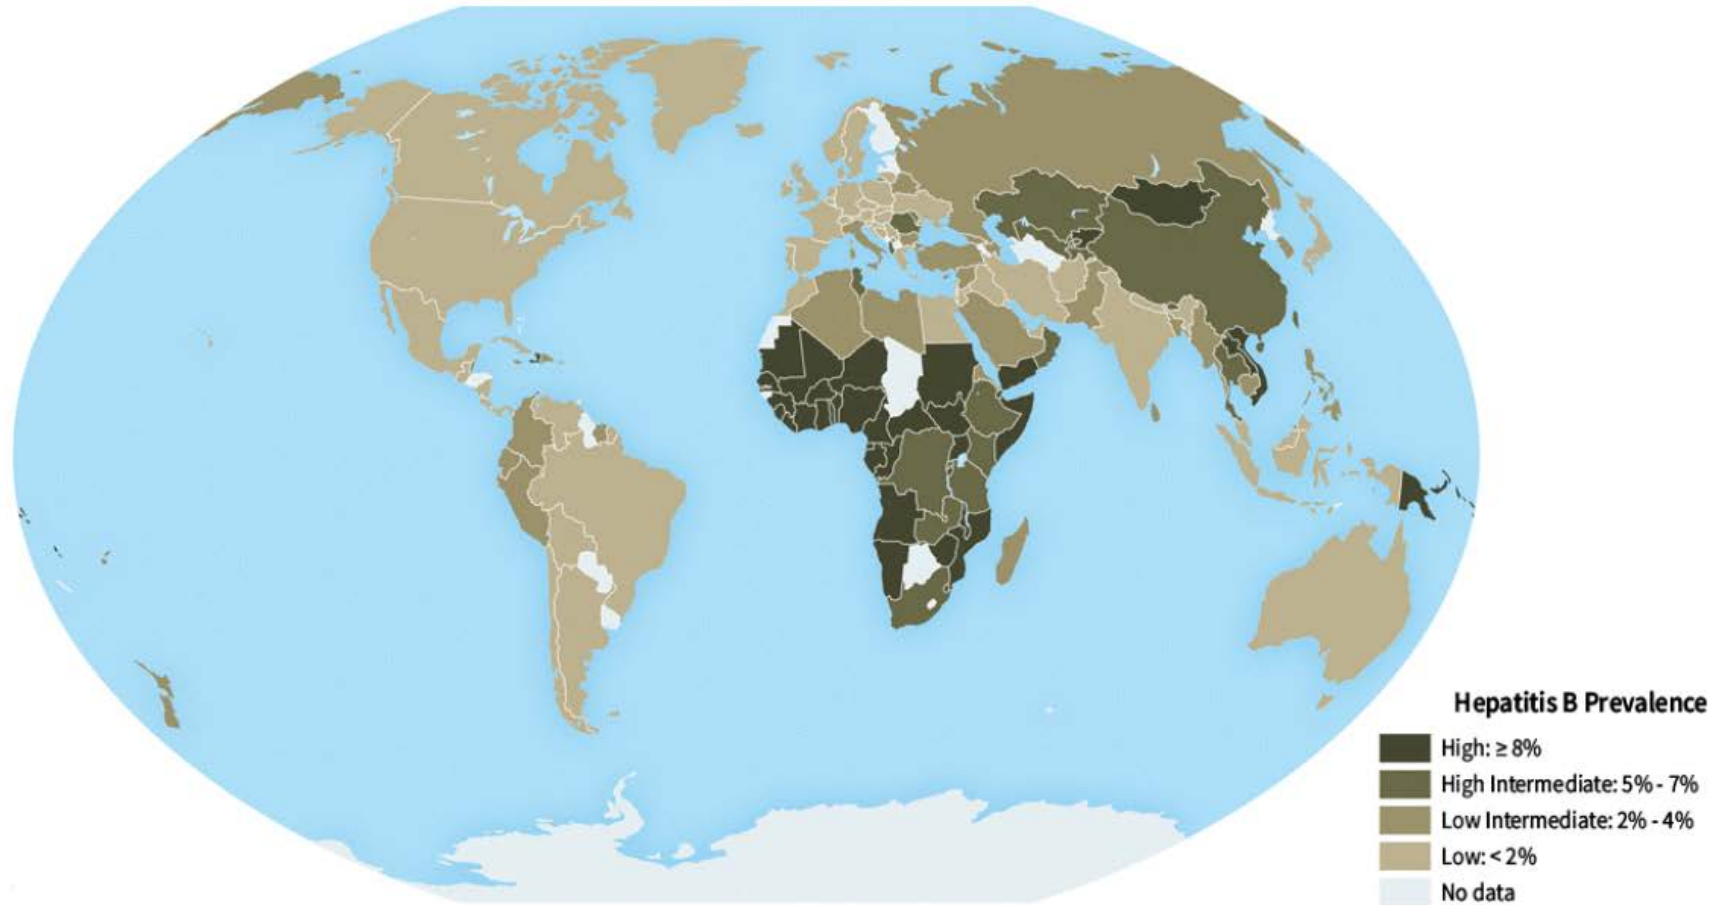 Hepatitis B Prevalence
High: ≥ 8%
High Intermediate: 5% - 7%
Low Intermediate: 2% - 4%
Low: < 2%
No data